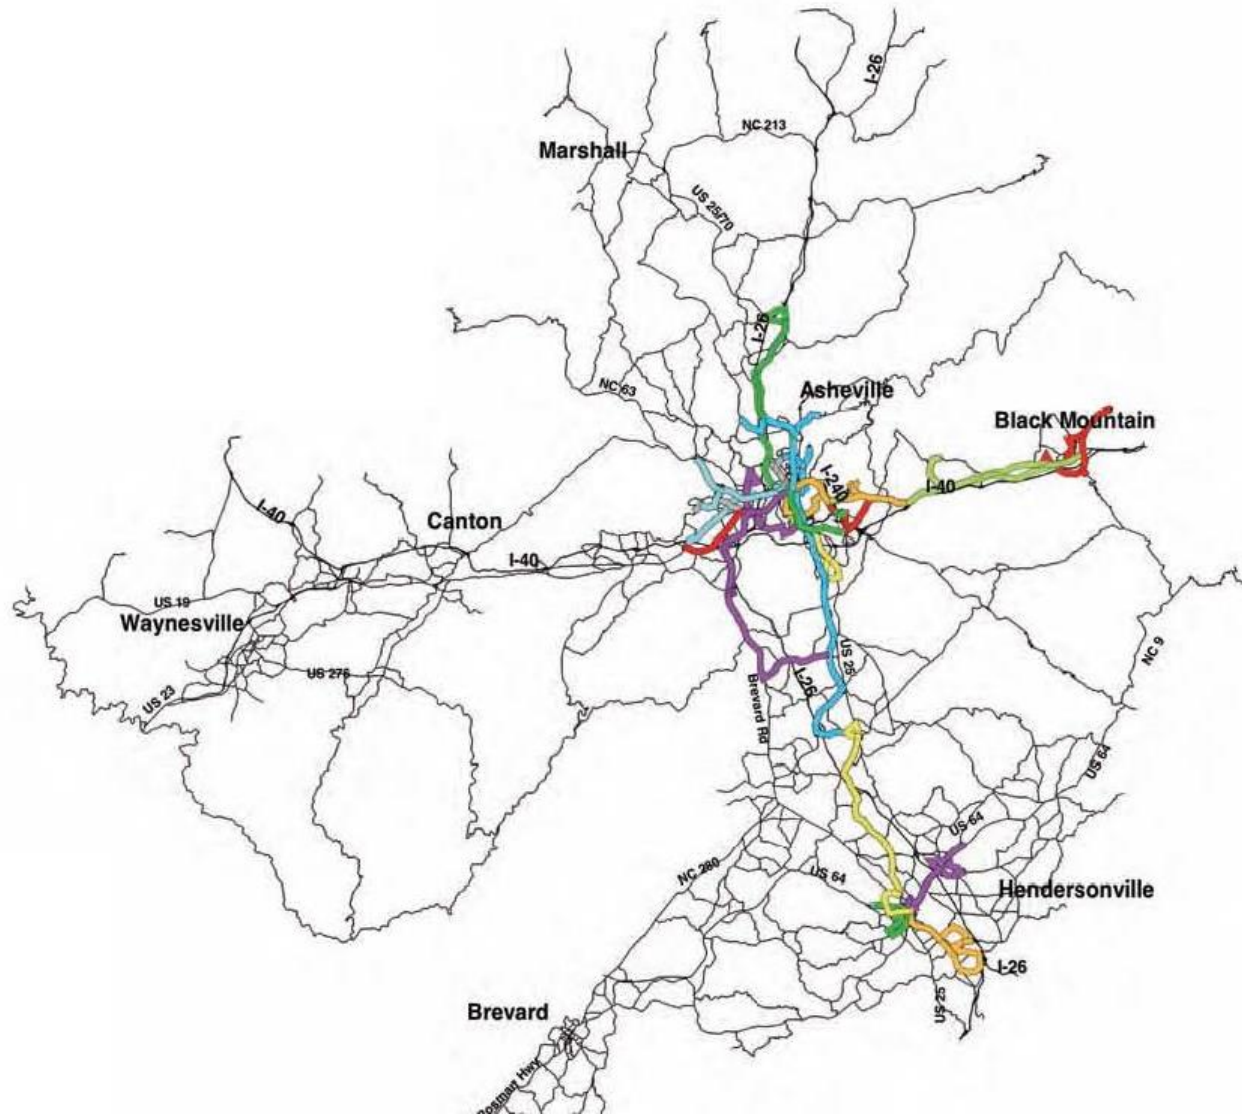 I-26
NC 213
Marshall
US 25/70
I-26
NC 63
Asheville
Black Mountain
I-240
I-40
I-40
Canton
I-40
US 19
Waynesville
US 276
US 23
NC 9
US 25
I-26
Brevard Rd
US 64
US 64
NC 280
US 64
Hendersonville
I-26
US 25
Brevard
Rosman Hwy